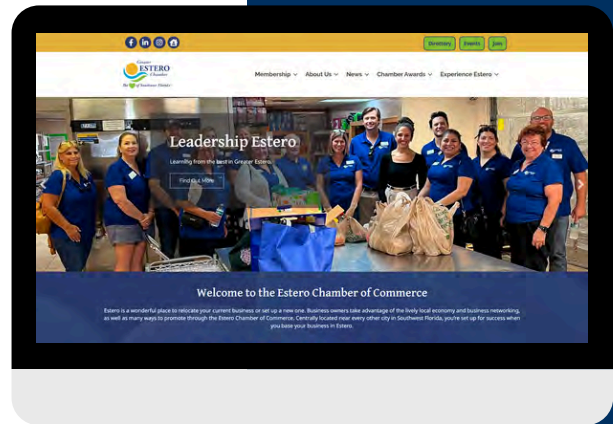 Directory Events Join
Greater
ESTERO
Chamber
Membership About Us News Chamber Awards Experience Estero
Leadership Estero
Learning from the best in Greater Estero.
Find Out More
Welcome to the Estero Chamber of Commerce
Estero is a wonderful place to relocate your current business or set up a new one. Business owners take advantage of the lively local economy and business networking,
as well as many ways to promote through the Estero Chamber of Commerce. Centrally located near every other city in Southwest Florida, you're set up for success when
you base your business in Estero.